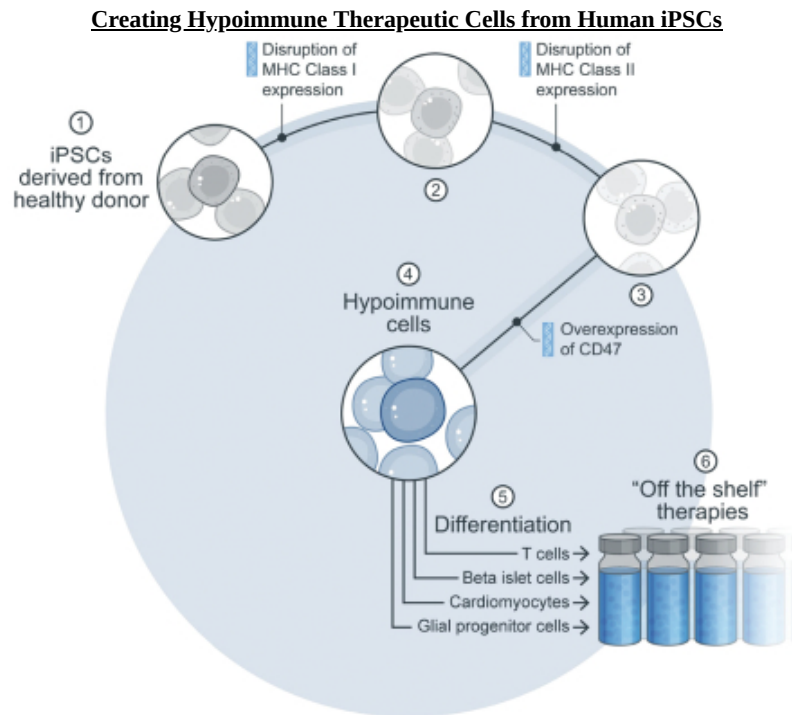 Creating Hypoimmune Therapeutic Cells from Human iPSCs
1
iPSCs
derived from
healthy donor
Disruption of
MHC Class I
expression
2
Disruption of
MHC Class II
expression
3
Overexpression
of CD47
4
Hypoimmune
cells
5
Differentiation
T cells
Beta islet cells
Cardiomyocytes
Glial progenitor cells
6
“Off the shelf”
therapies